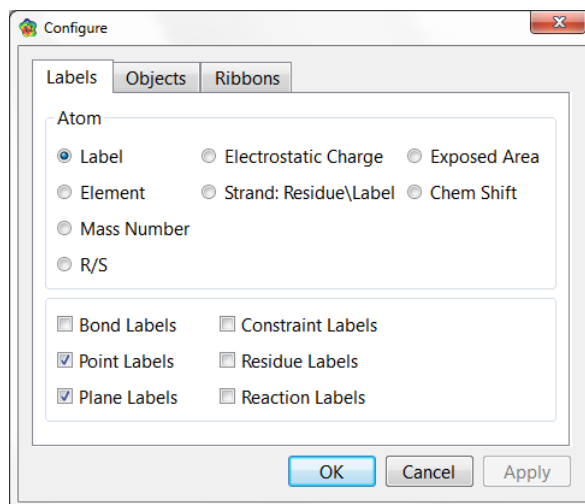 Configure
Labels Objects Ribbons
Atom
Label Electrostatic Charge Exposed Area
Element Strand: Residue\Label Chem Shift
Mass Number
R/S
Bond Labels Constraint Labels
Point Labels Residue Labels
Plane Labels Reaction Labels
OK Cancel Apply